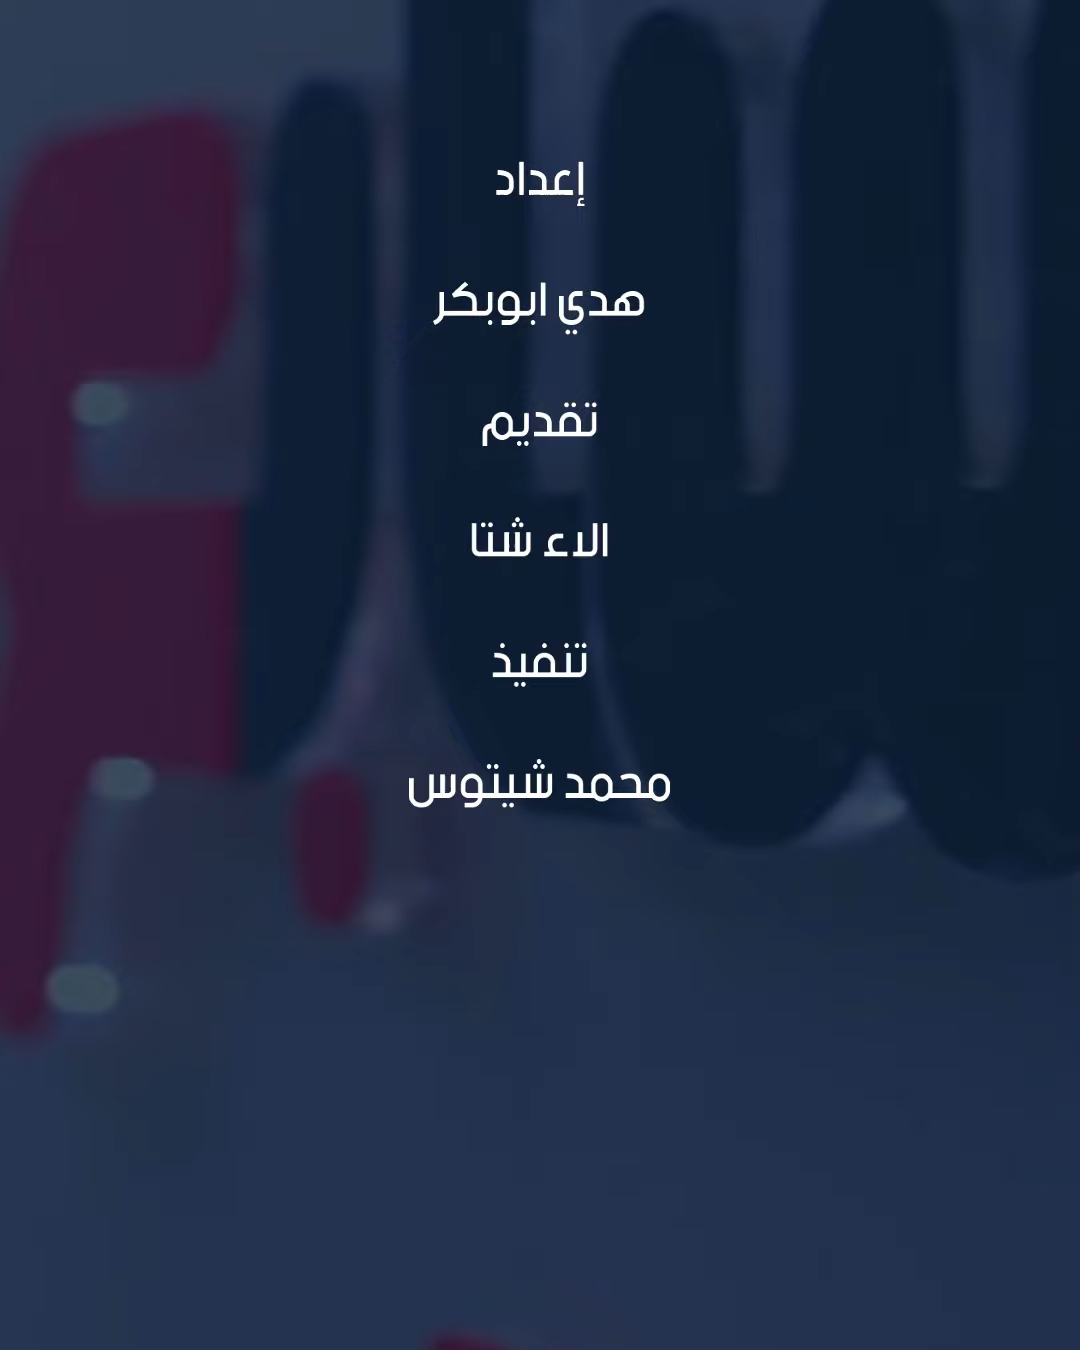 إعداد
هدي ابوبكر
تقديم
الاء شتا
تنفيذ
محمد شيتوس